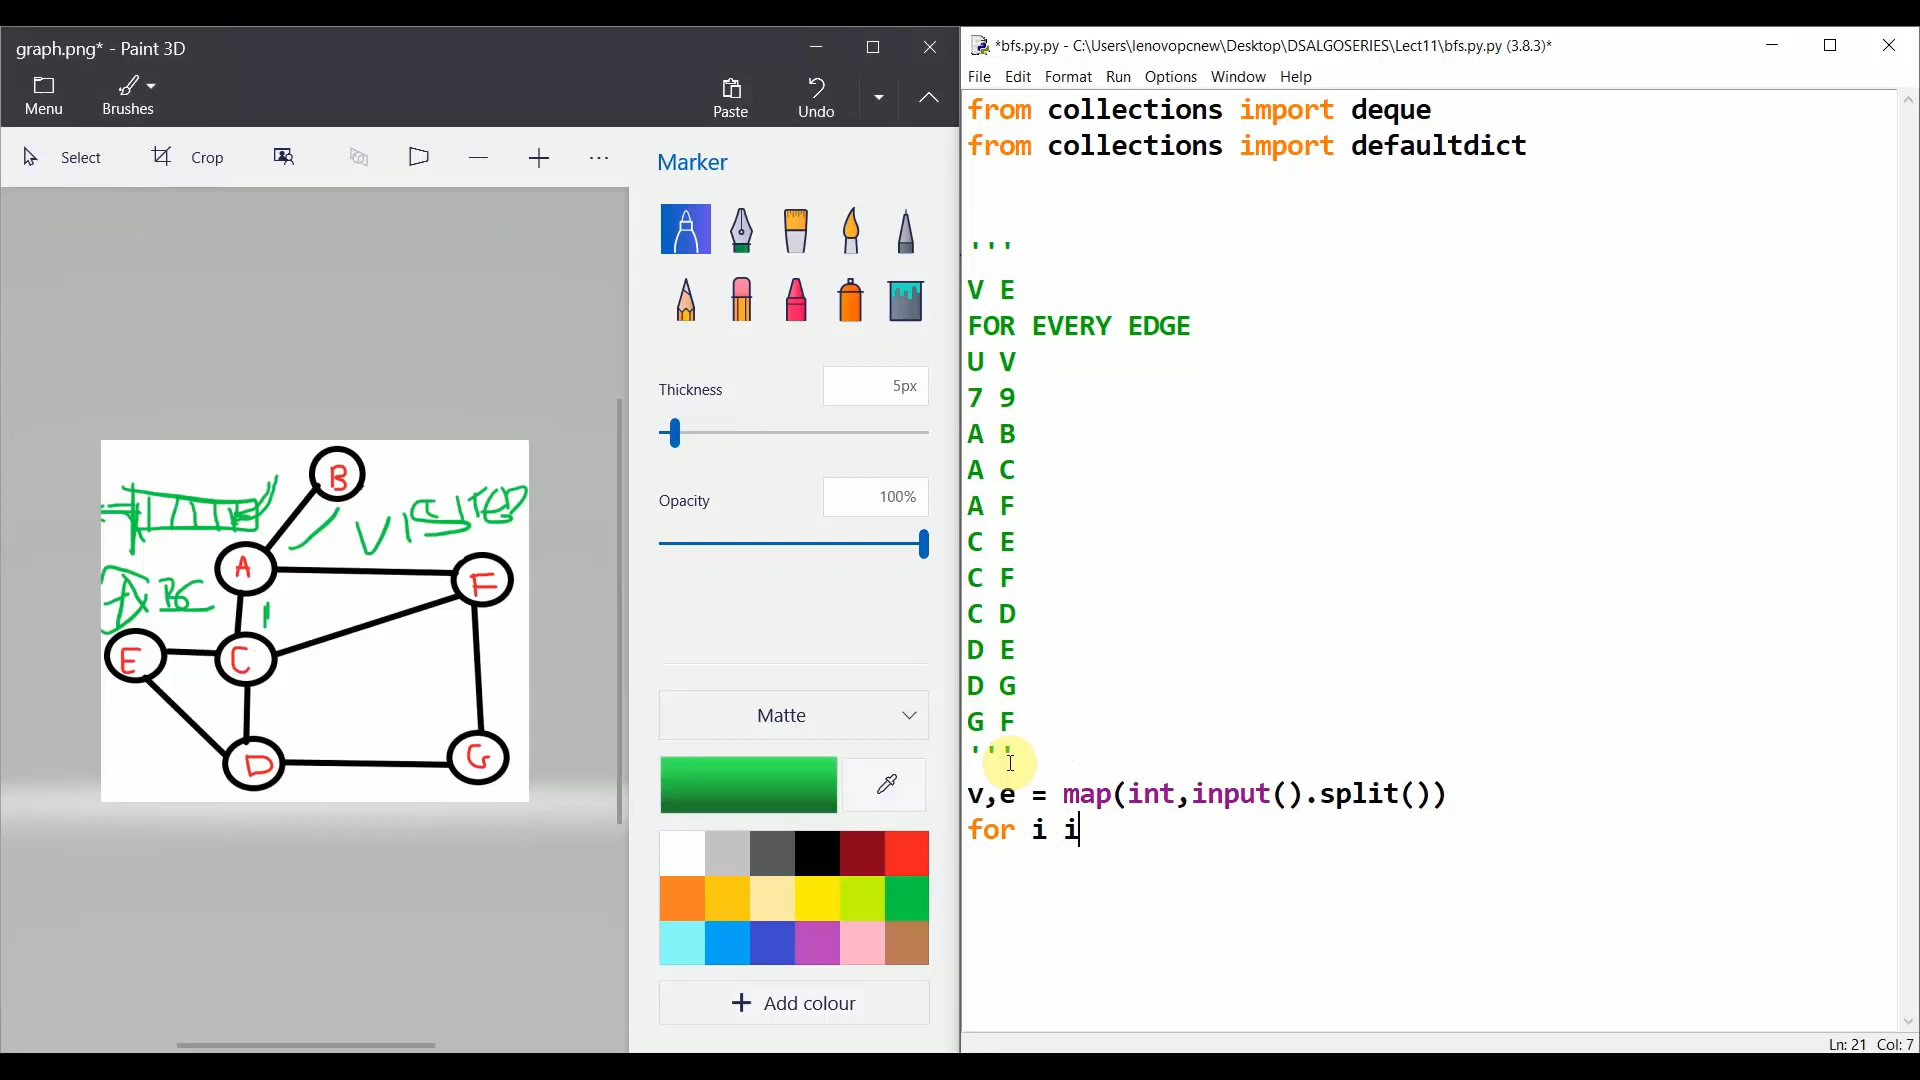 graph.png* - Paint 3D
Menu
Brushes
Paste
Undo
Select
Crop
Marker
Thickness
5px
Opacity
100%
Matte
Add colour
B
VISITED
A
F
BC
E
C
D
G
*bfs.py.py - C:\Users\lenovopcnew\Desktop\DSALGOSERIES\Lect11\bfs.py.py (3.8.3)*
File Edit Format Run Options Window Help
from collections import deque
from collections import defaultdict
'''
V E
FOR EVERY EDGE
U V
7 9
A B
A C
A F
C E
C F
C D
D E
D G
G F
'''
v,e = map(int,input().split())
for i i
Ln: 21 Col: 7